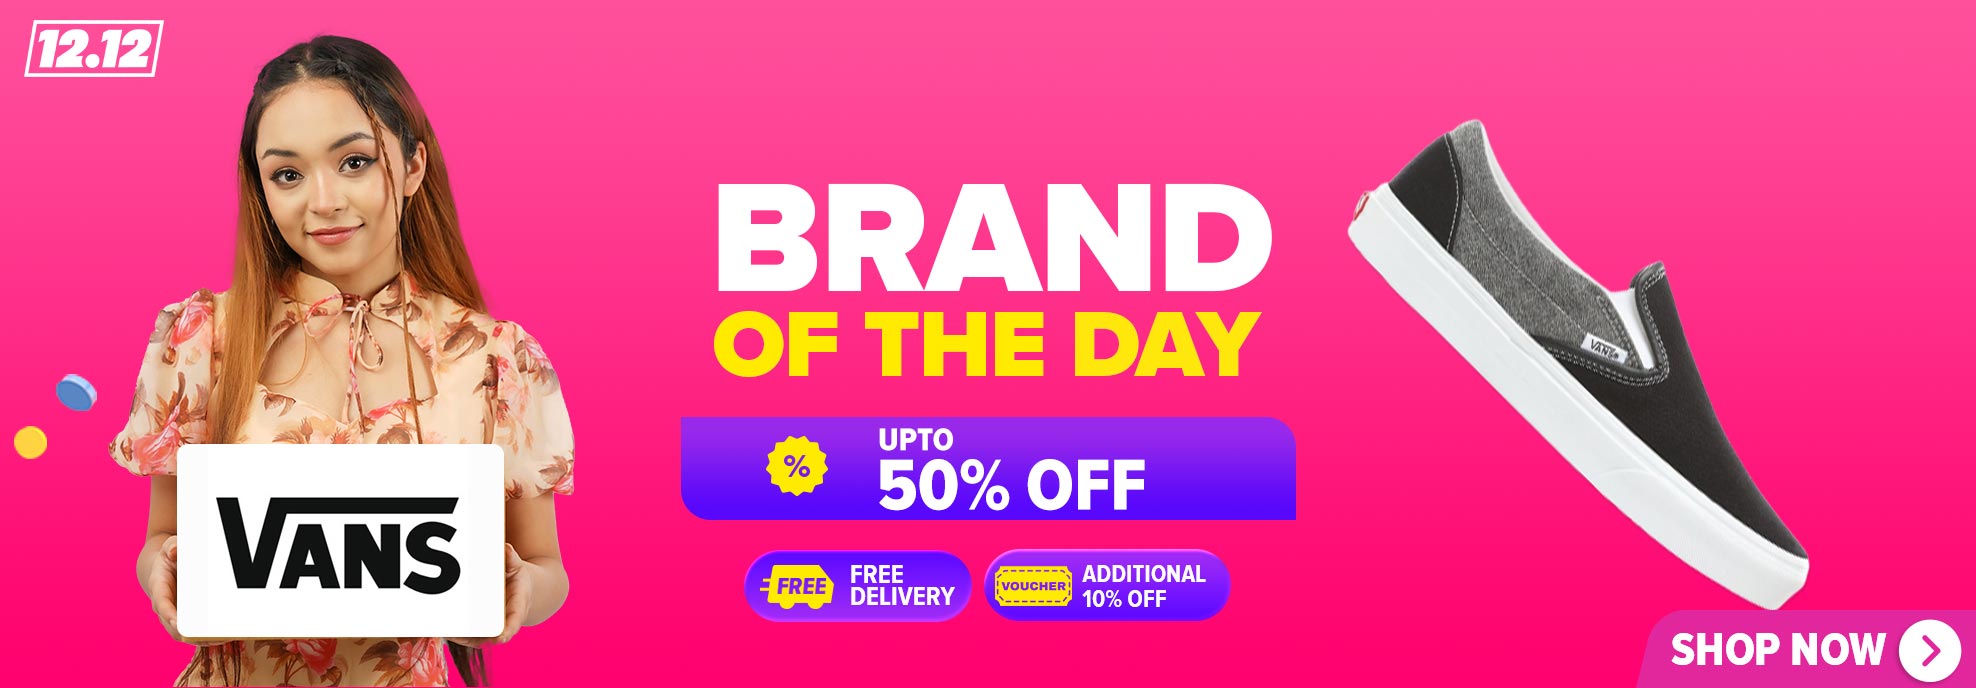 12.12
VANS
BRAND
OF THE DAY
%
UPTO
50% OFF
FREE
FREE
DELIVERY
VOUCHER
ADDITIONAL
10% OFF
VANS
SHOP NOW